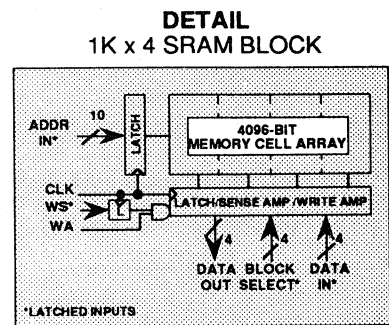 DETAIL
1K x 4 SRAM BLOCK
10
ADDR
IN*
LATCH
4096-BIT
MEMORY CELL ARRAY
CLK
WS*
L
WA
LATCH/SENSE AMP/WRITE AMP
4
4
4
DATA OUT
BLOCK SELECT*
DATA IN*
*LATCHED INPUTS